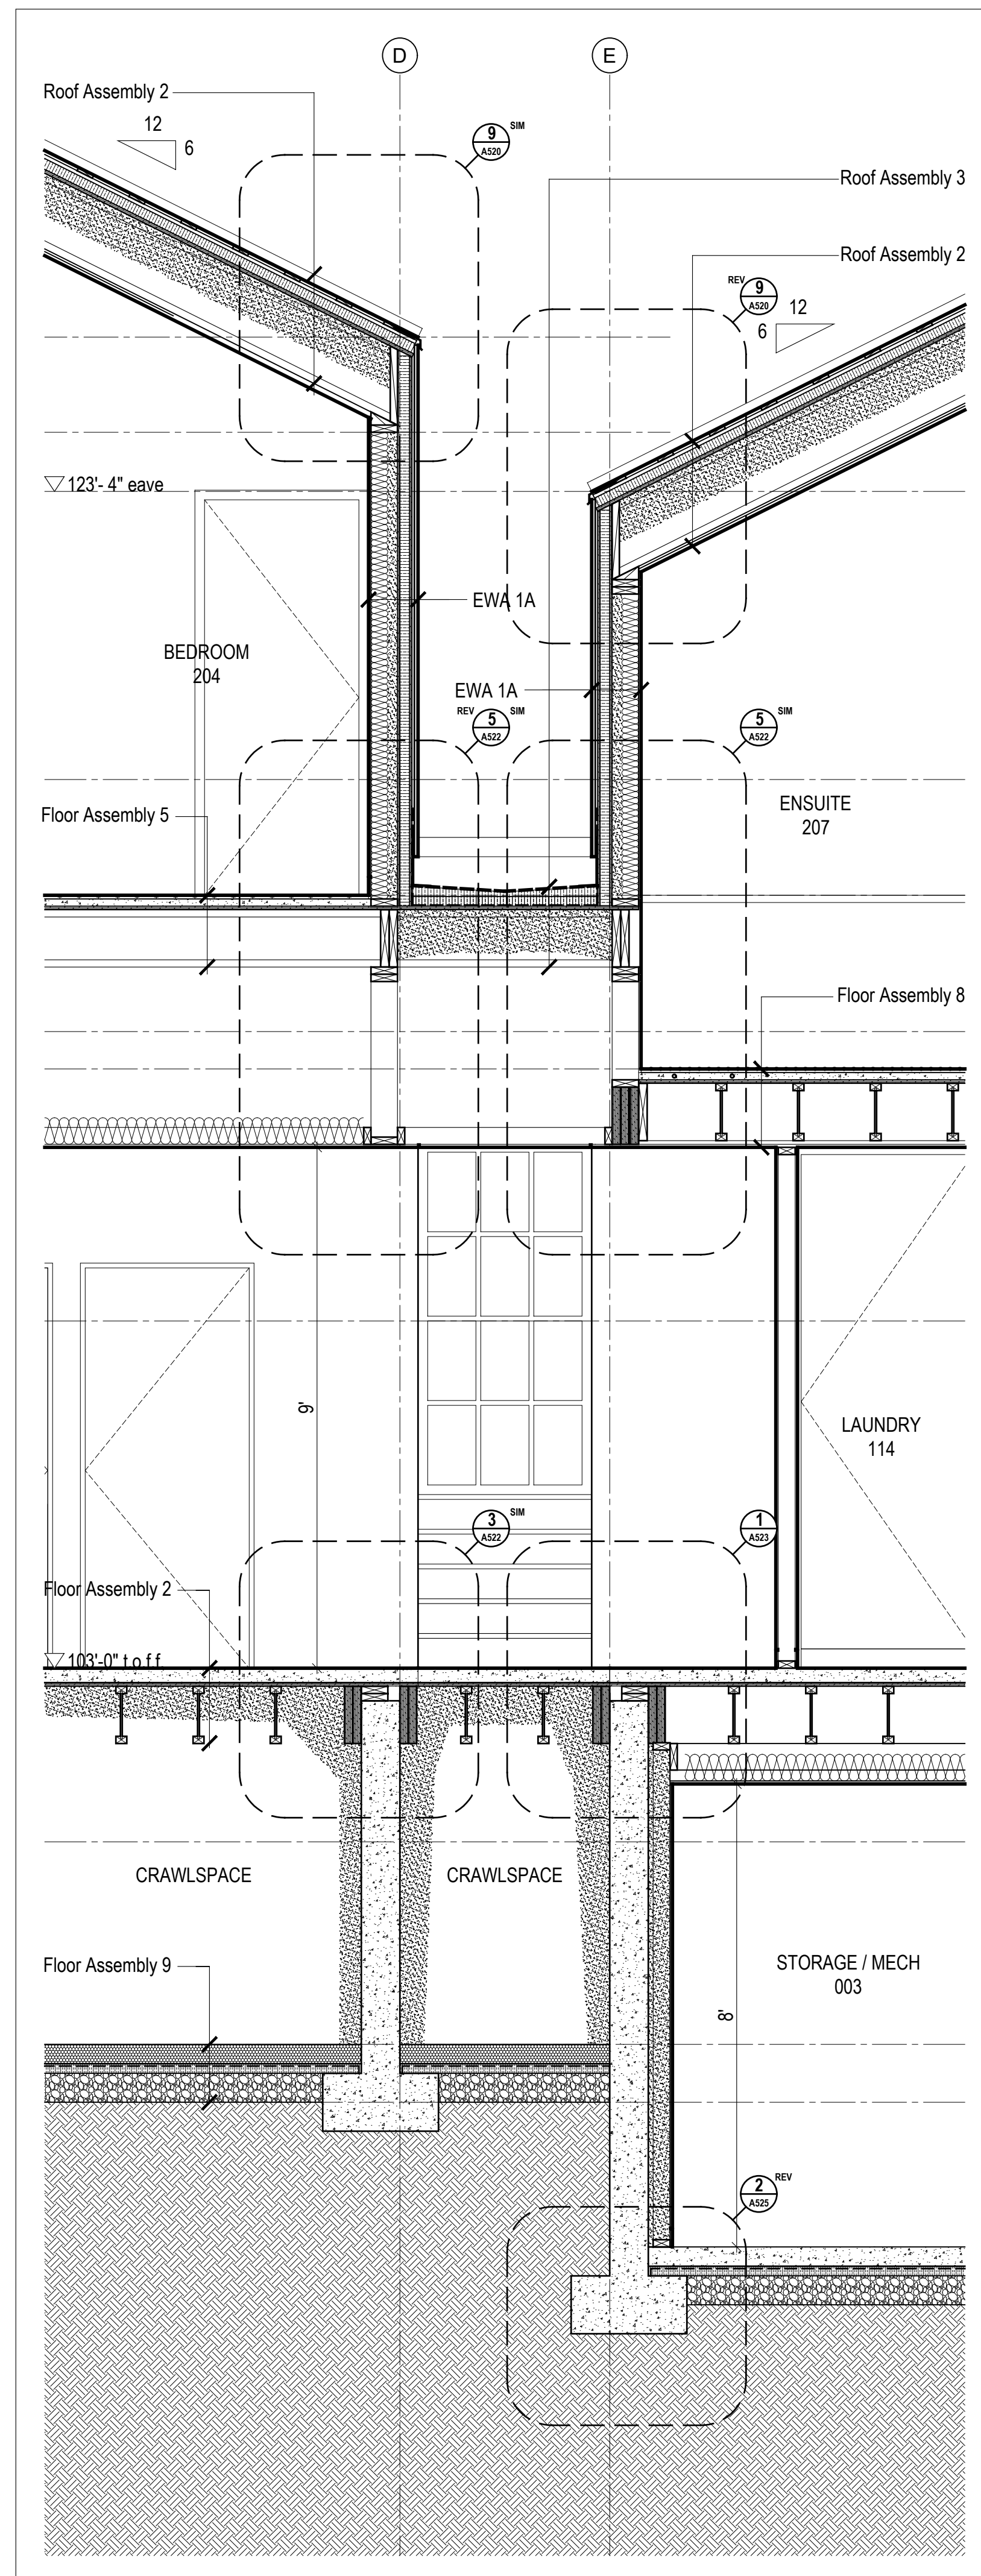 D
E
Roof Assembly 2
12
6
9
SIM
A520
Roof Assembly 3
Roof Assembly 2
REV
9
A520
12
6
123'- 4" eave
EWA 1A
BEDROOM
204
EWA 1A
REV
5
SIM
A522
5
SIM
A522
ENSUITE
207
Floor Assembly 5
Floor Assembly 8
9'
LAUNDRY
114
3
SIM
A522
1
A523
Floor Assembly 2
103'-0" t o f f
CRAWLSPACE
CRAWLSPACE
Floor Assembly 9
STORAGE / MECH
003
8'
2
REV
A525